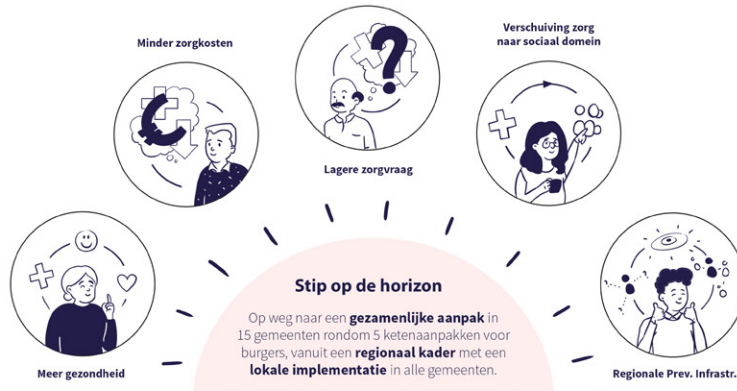 Minder zorgkosten
Verschuiving zorg
naar sociaal domein
Lagere zorgvraag
Meer gezondheid
Regionale Prev. Infrastr.
Stip op de horizon
Op weg naar een gezamenlijke aanpak in
15 gemeenten rondom 5 ketenaanpakken voor
burgers, vanuit een regionaal kader met een
lokale implementatie in alle gemeenten.